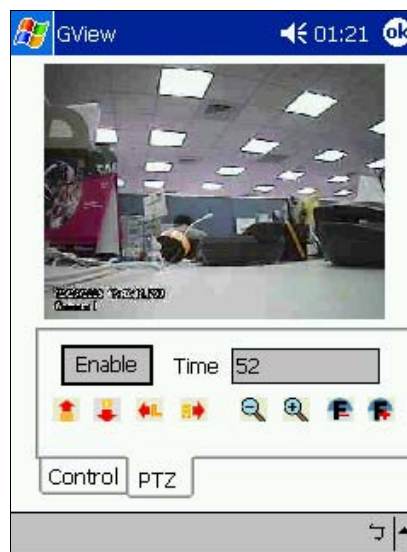 GView 01:21 ok
Enable Time 52
L R
F F
Control PTZ